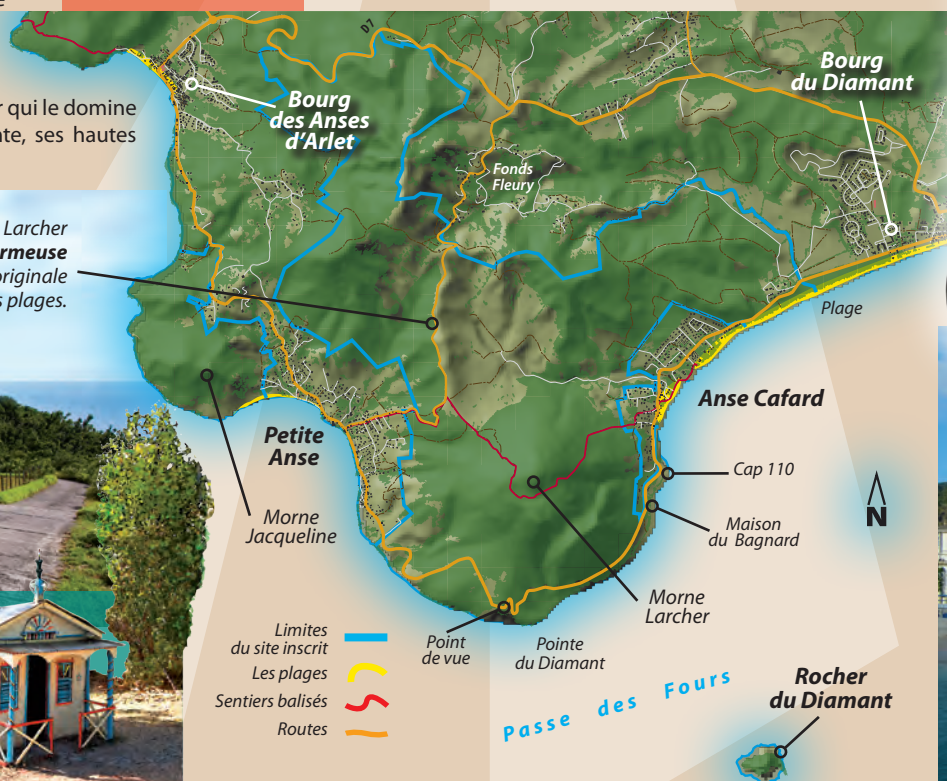 r qui le domine
nte, ses hautes
Larcher
rmeuse
originale
s plages.
D7
Bourg
des Anses
d'Arlet
Fonds
Fleury
Bourg
du Diamant
Plage
Anse Cafard
Cap 110
Maison
du Bagnard
N
Petite
Anse
Morne
Jacqueline
Morne
Larcher
Point
de vue
Pointe
du Diamant
Limites
du site inscrit
Les plages
Sentiers balisés
Routes
Passe des Fours
Rocher
du Diamant